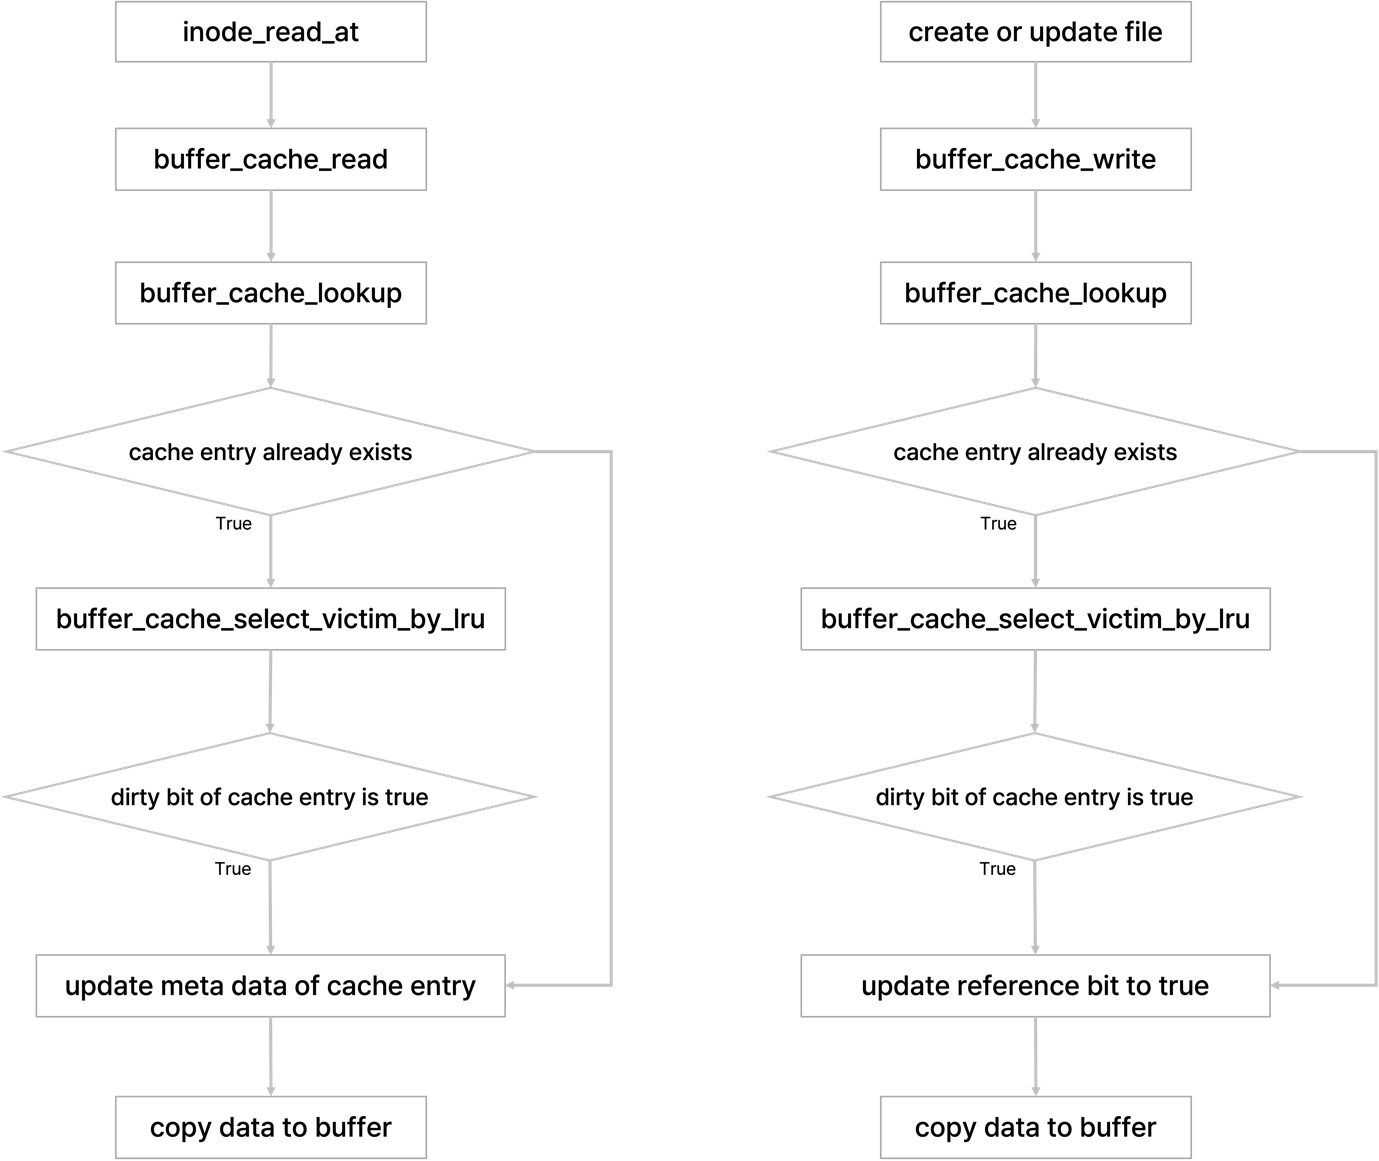 inode_read_at
buffer_cache_read
buffer_cache_lookup
cache entry already exists
True
buffer_cache_select_victim_by_lru
dirty bit of cache entry is true
True
update meta data of cache entry
copy data to buffer
create or update file
buffer_cache_write
buffer_cache_lookup
cache entry already exists
True
buffer_cache_select_victim_by_lru
dirty bit of cache entry is true
True
update reference bit to true
copy data to buffer